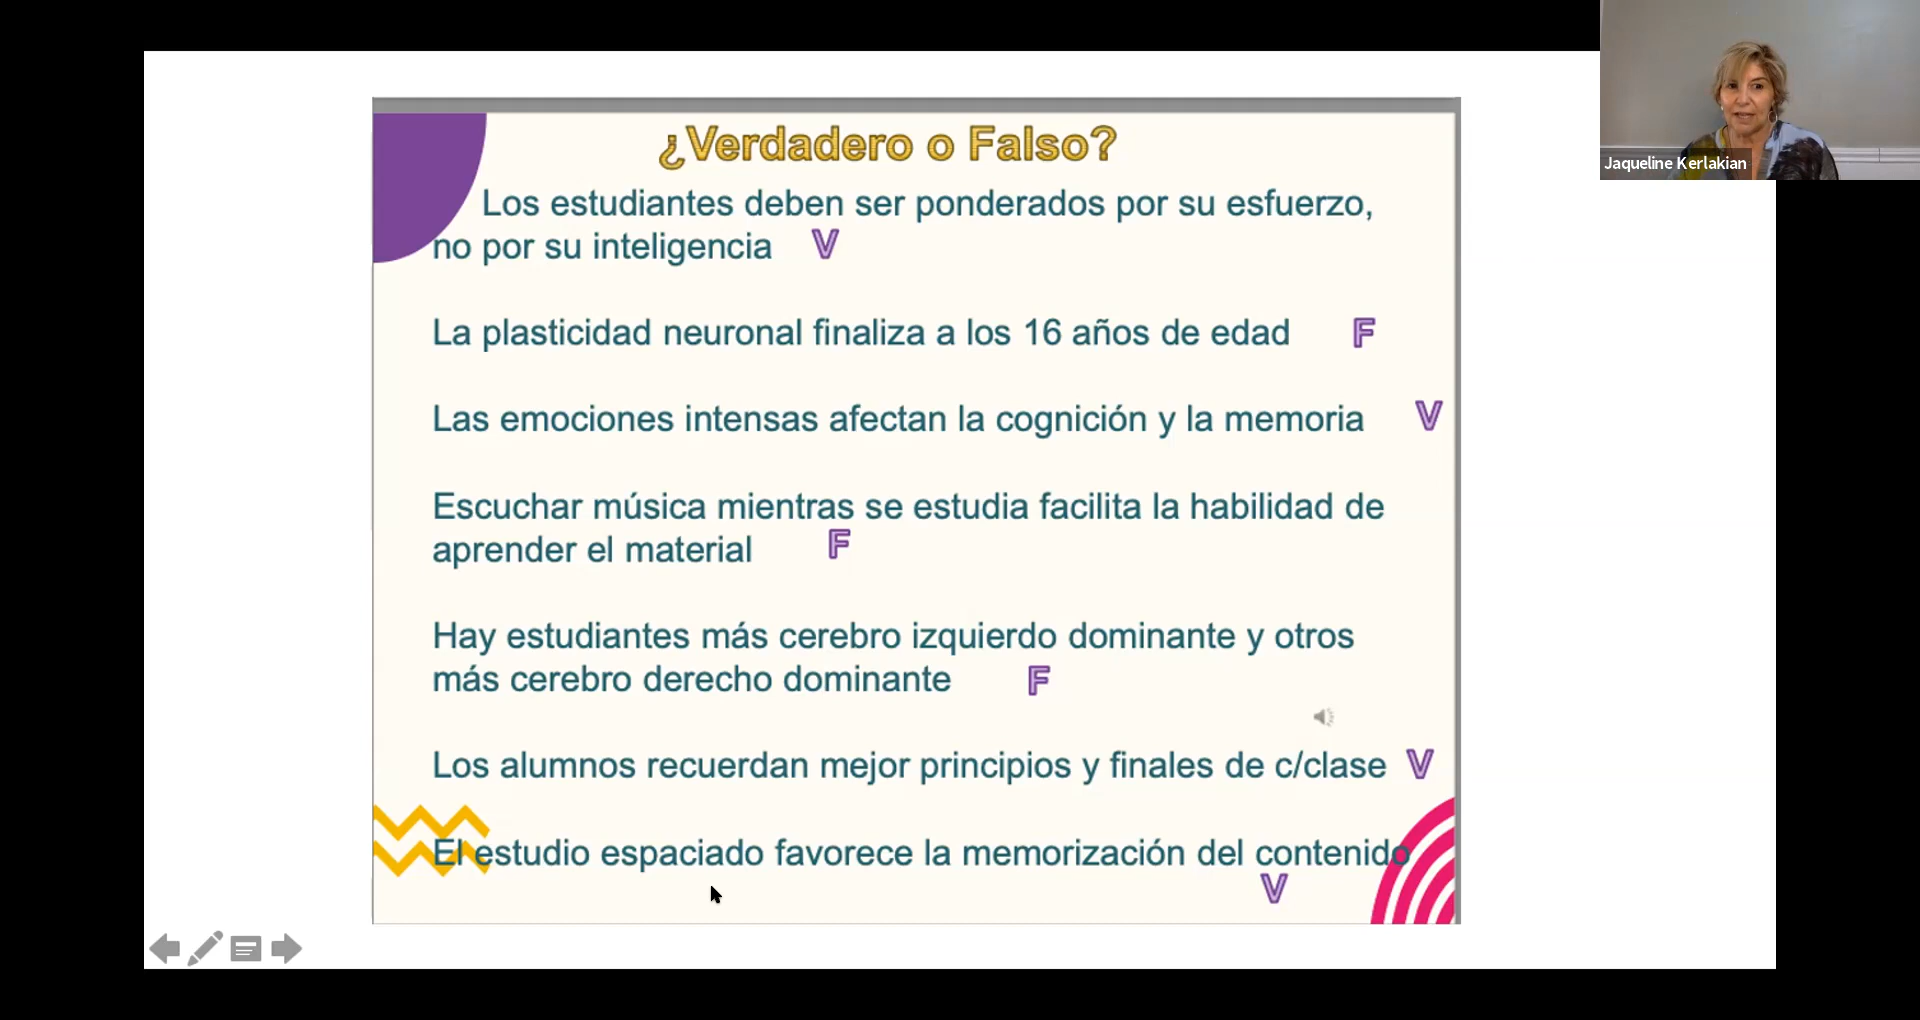 ¿Verdadero o Falso?
Los estudiantes deben ser ponderados por su esfuerzo,
no por su inteligencia V
La plasticidad neuronal finaliza a los 16 años de edad F
Las emociones intensas afectan la cognición y la memoria V
Escuchar música mientras se estudia facilita la habilidad de
aprender el material F
Hay estudiantes más cerebro izquierdo dominante y otros
más cerebro derecho dominante F
Los alumnos recuerdan mejor principios y finales de c/clase V
El estudio espaciado favorece la memorización del contenido
V
Jaqueline Kerlakian